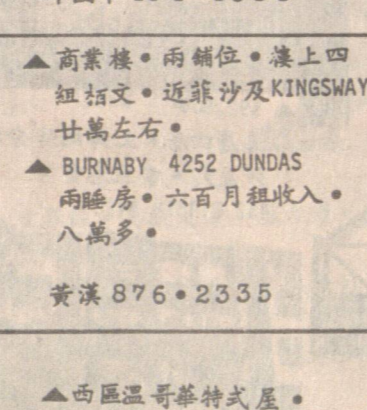 ▲商業樓•兩舖位•樓上四
組栢文•近菲沙及KINGSWAY
廿萬左右•
▲ BURNABY 4252 DUNDAS
兩睡房•六百月租收入•
八萬多•
黃漢 876•2335
▲西區溫哥華特式屋•